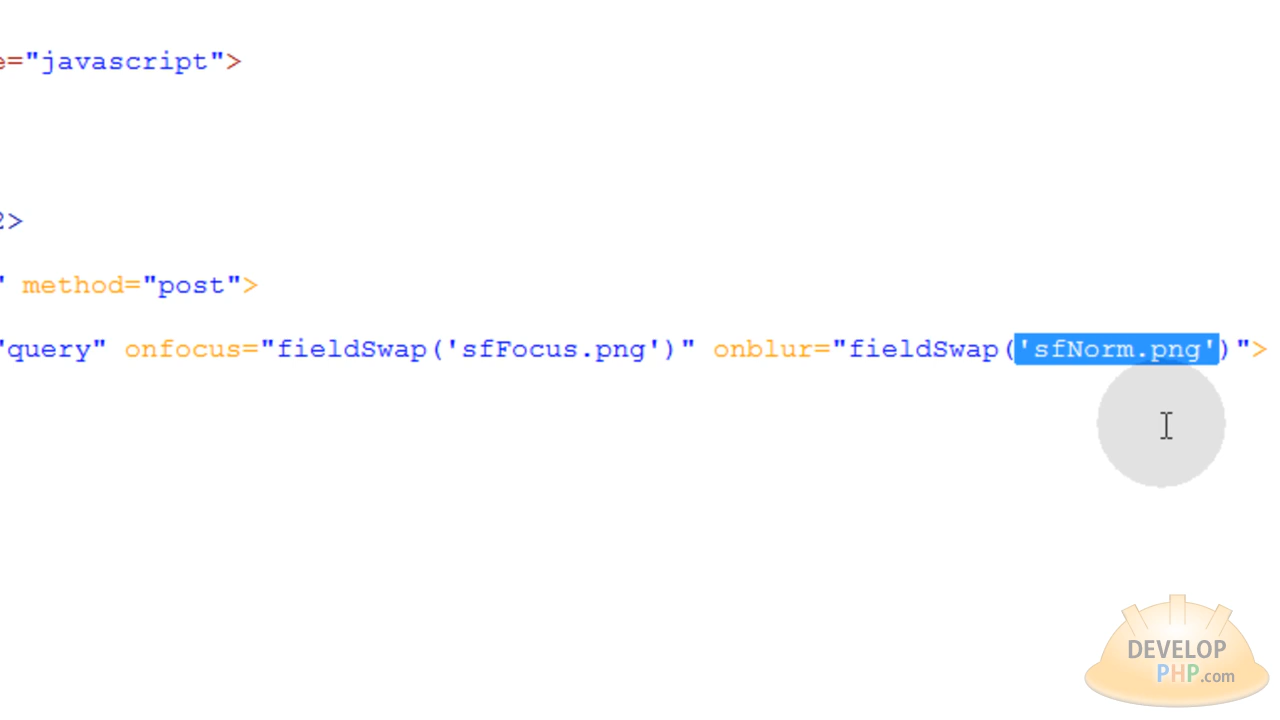 e="javascript">
2>
" method="post">
"query" onfocus="fieldSwap('sfFocus.png')" onblur="fieldSwap('sfNorm.png')">
DEVELOP
PHP.com